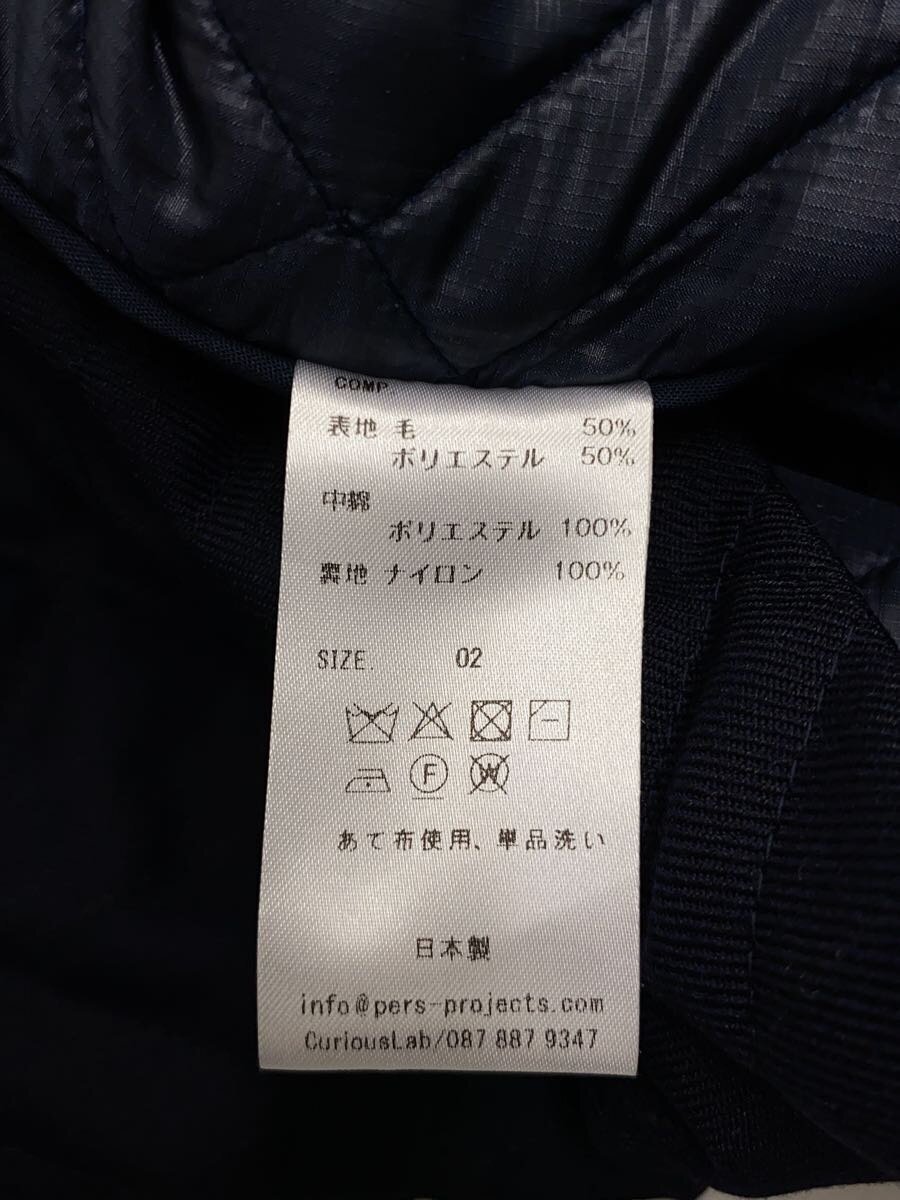 COMP
表地 毛 50%
ポリエステル 50%
中綿
ポリエステル 100%
裏地 ナイロン 100%
SIZE. 02
F
W
あて布使用、単品洗い
日本製
info@pers-projects.com
CuriousLab/087 887 9347